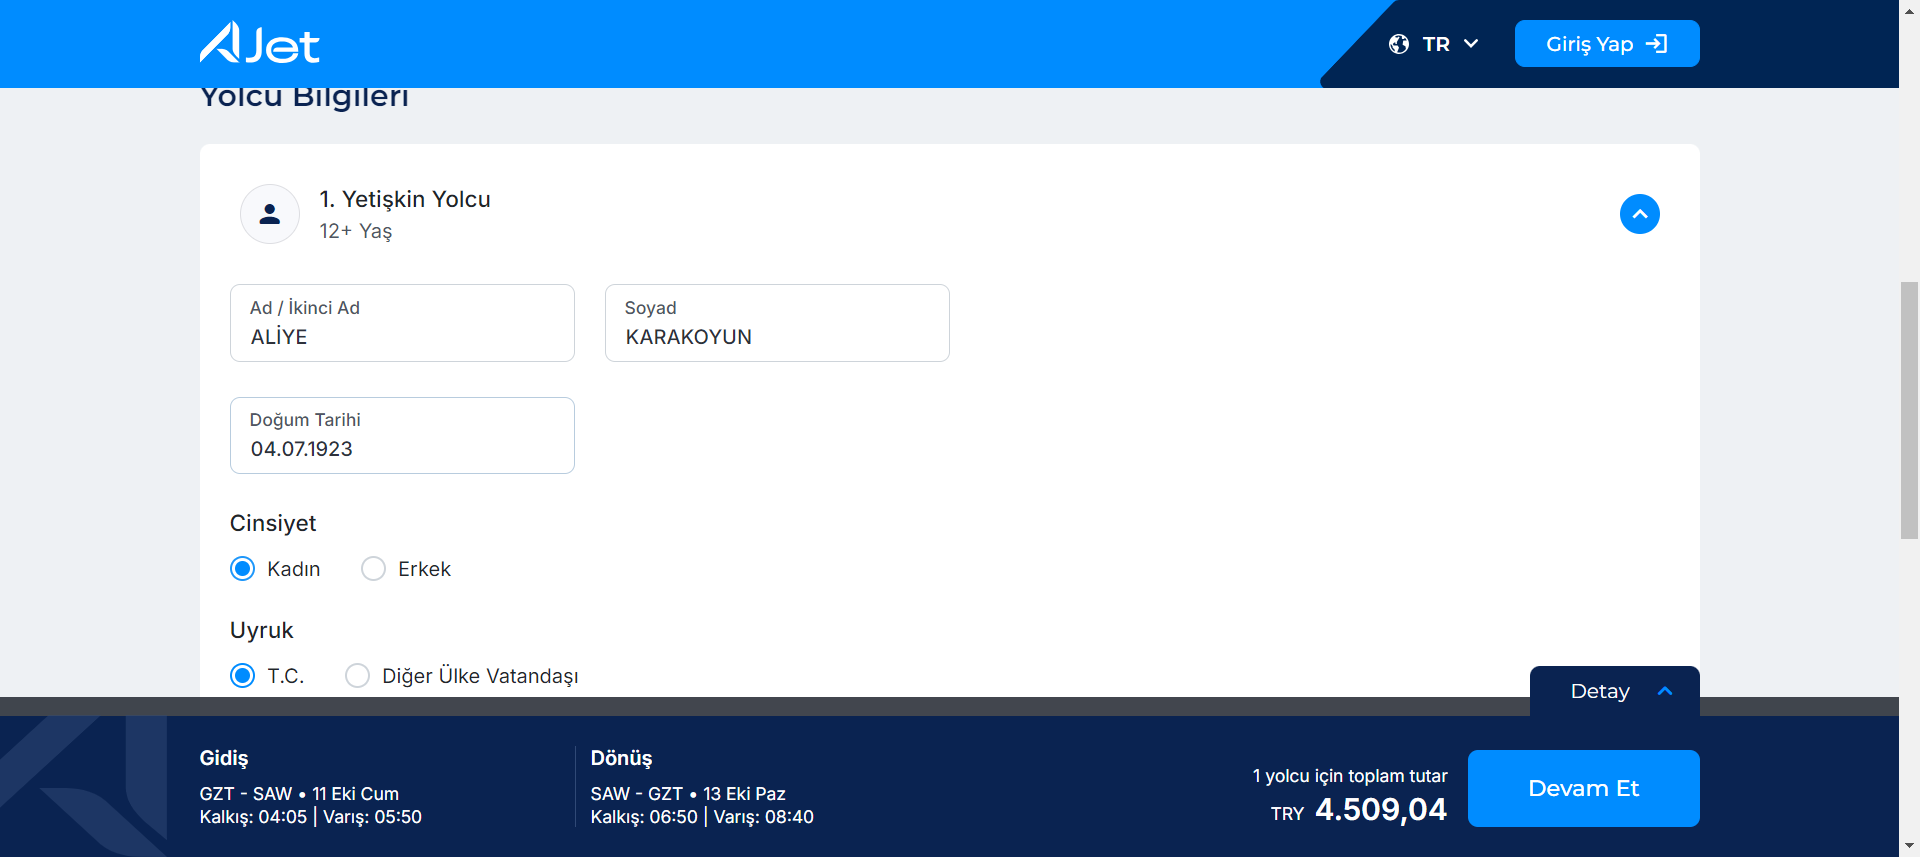 AJet
TR
Giriş Yap
Yolcu Bilgileri
1. Yetişkin Yolcu
12+ Yaş
Ad / İkinci Ad
ALİYE
Soyad
KARAKOYUN
Doğum Tarihi
04.07.1923
Cinsiyet
Kadın
Erkek
Uyruk
T.C.
Diğer Ülke Vatandaşı
Detay
Gidiş
GZT - SAW • 11 Eki Cum
Kalkış: 04:05 | Varış: 05:50
Dönüş
SAW - GZT • 13 Eki Paz
Kalkış: 06:50 | Varış: 08:40
1 yolcu için toplam tutar
TRY 4.509,04
Devam Et